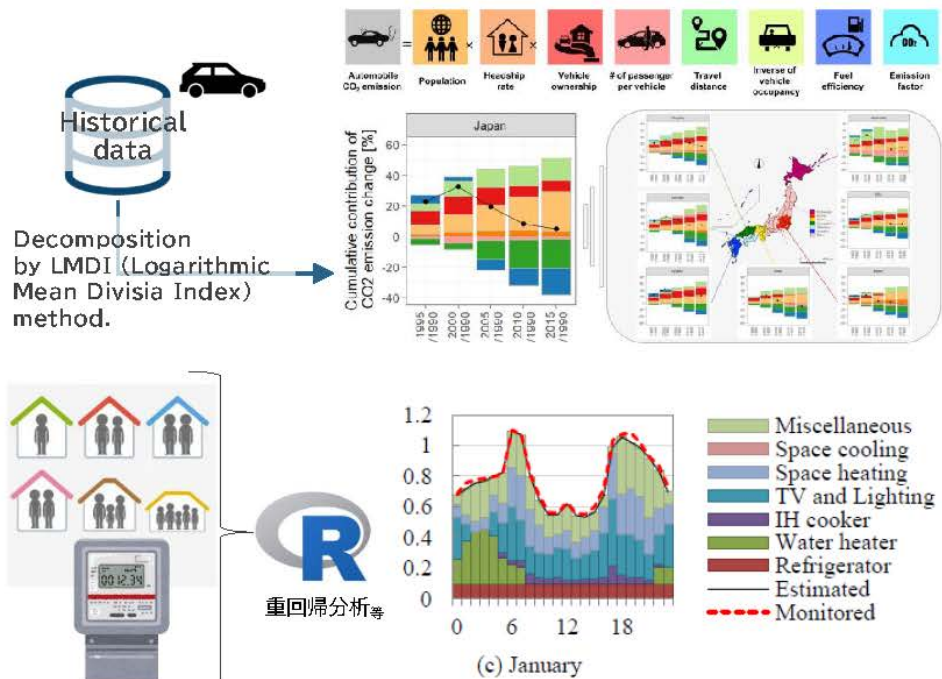 Automobile
CO₂ emission
=
Population
×
Headship
rate
×
Vehicle
ownership
# of passenger
per vehicle
Travel
distance
Inverse of
vehicle
occupancy
Fuel
efficiency
CO₂
Emission
factor
Historical
data
Decomposition
by LMDI (Logarithmic
Mean Divisia Index)
method.
Japan
Cumulative contribution of
CO2 emission change [%]
60
40
20
0
-20
-40
1995
/1990
2000
/1990
2005
/1990
2010
/1990
2015
/1990
R
重回帰分析等
1.2
1
0.8
0.6
0.4
0.2
0
0
6
12
18
(c) January
Miscellaneous
Space cooling
Space heating
TV and Lighting
IH cooker
Water heater
Refrigerator
Estimated
Monitored